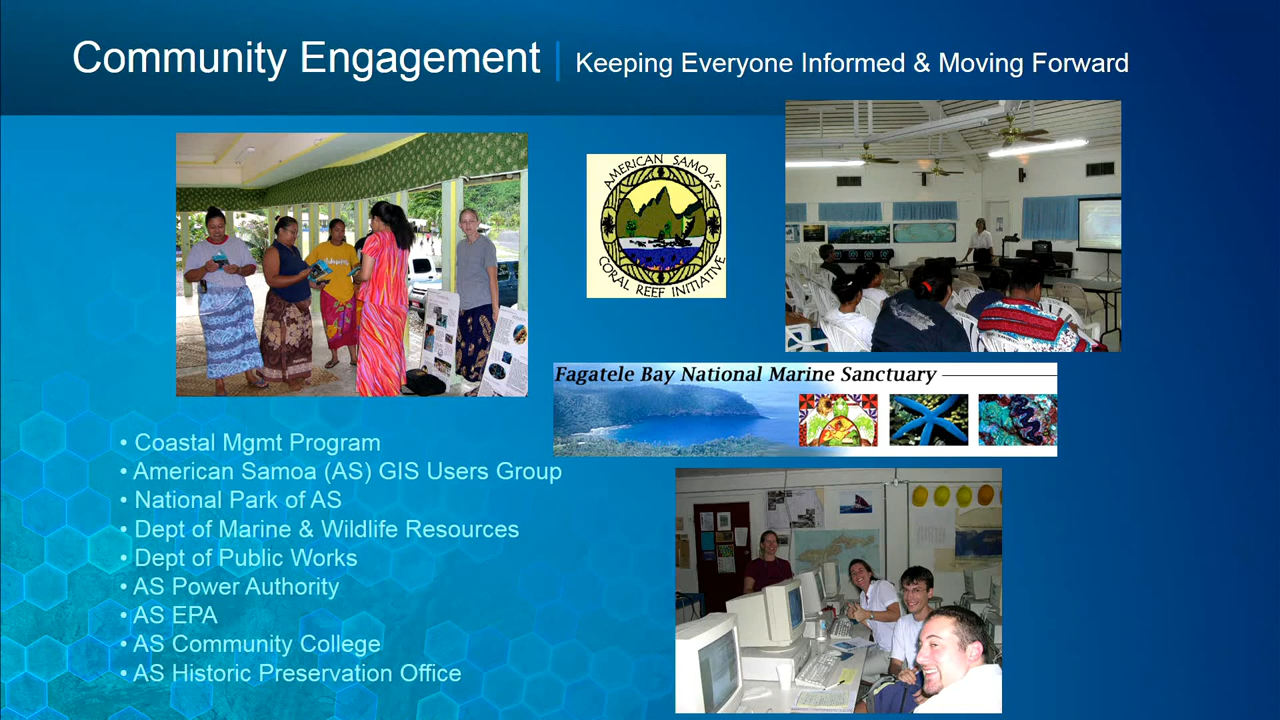 Community Engagement | Keeping Everyone Informed & Moving Forward
AMERICAN SAMOA'S
CORAL REEF INITIATIVE
Fagatele Bay National Marine Sanctuary
• Coastal Mgmt Program
• American Samoa (AS) GIS Users Group
• National Park of AS
• Dept of Marine & Wildlife Resources
• Dept of Public Works
• AS Power Authority
• AS EPA
• AS Community College
• AS Historic Preservation Office